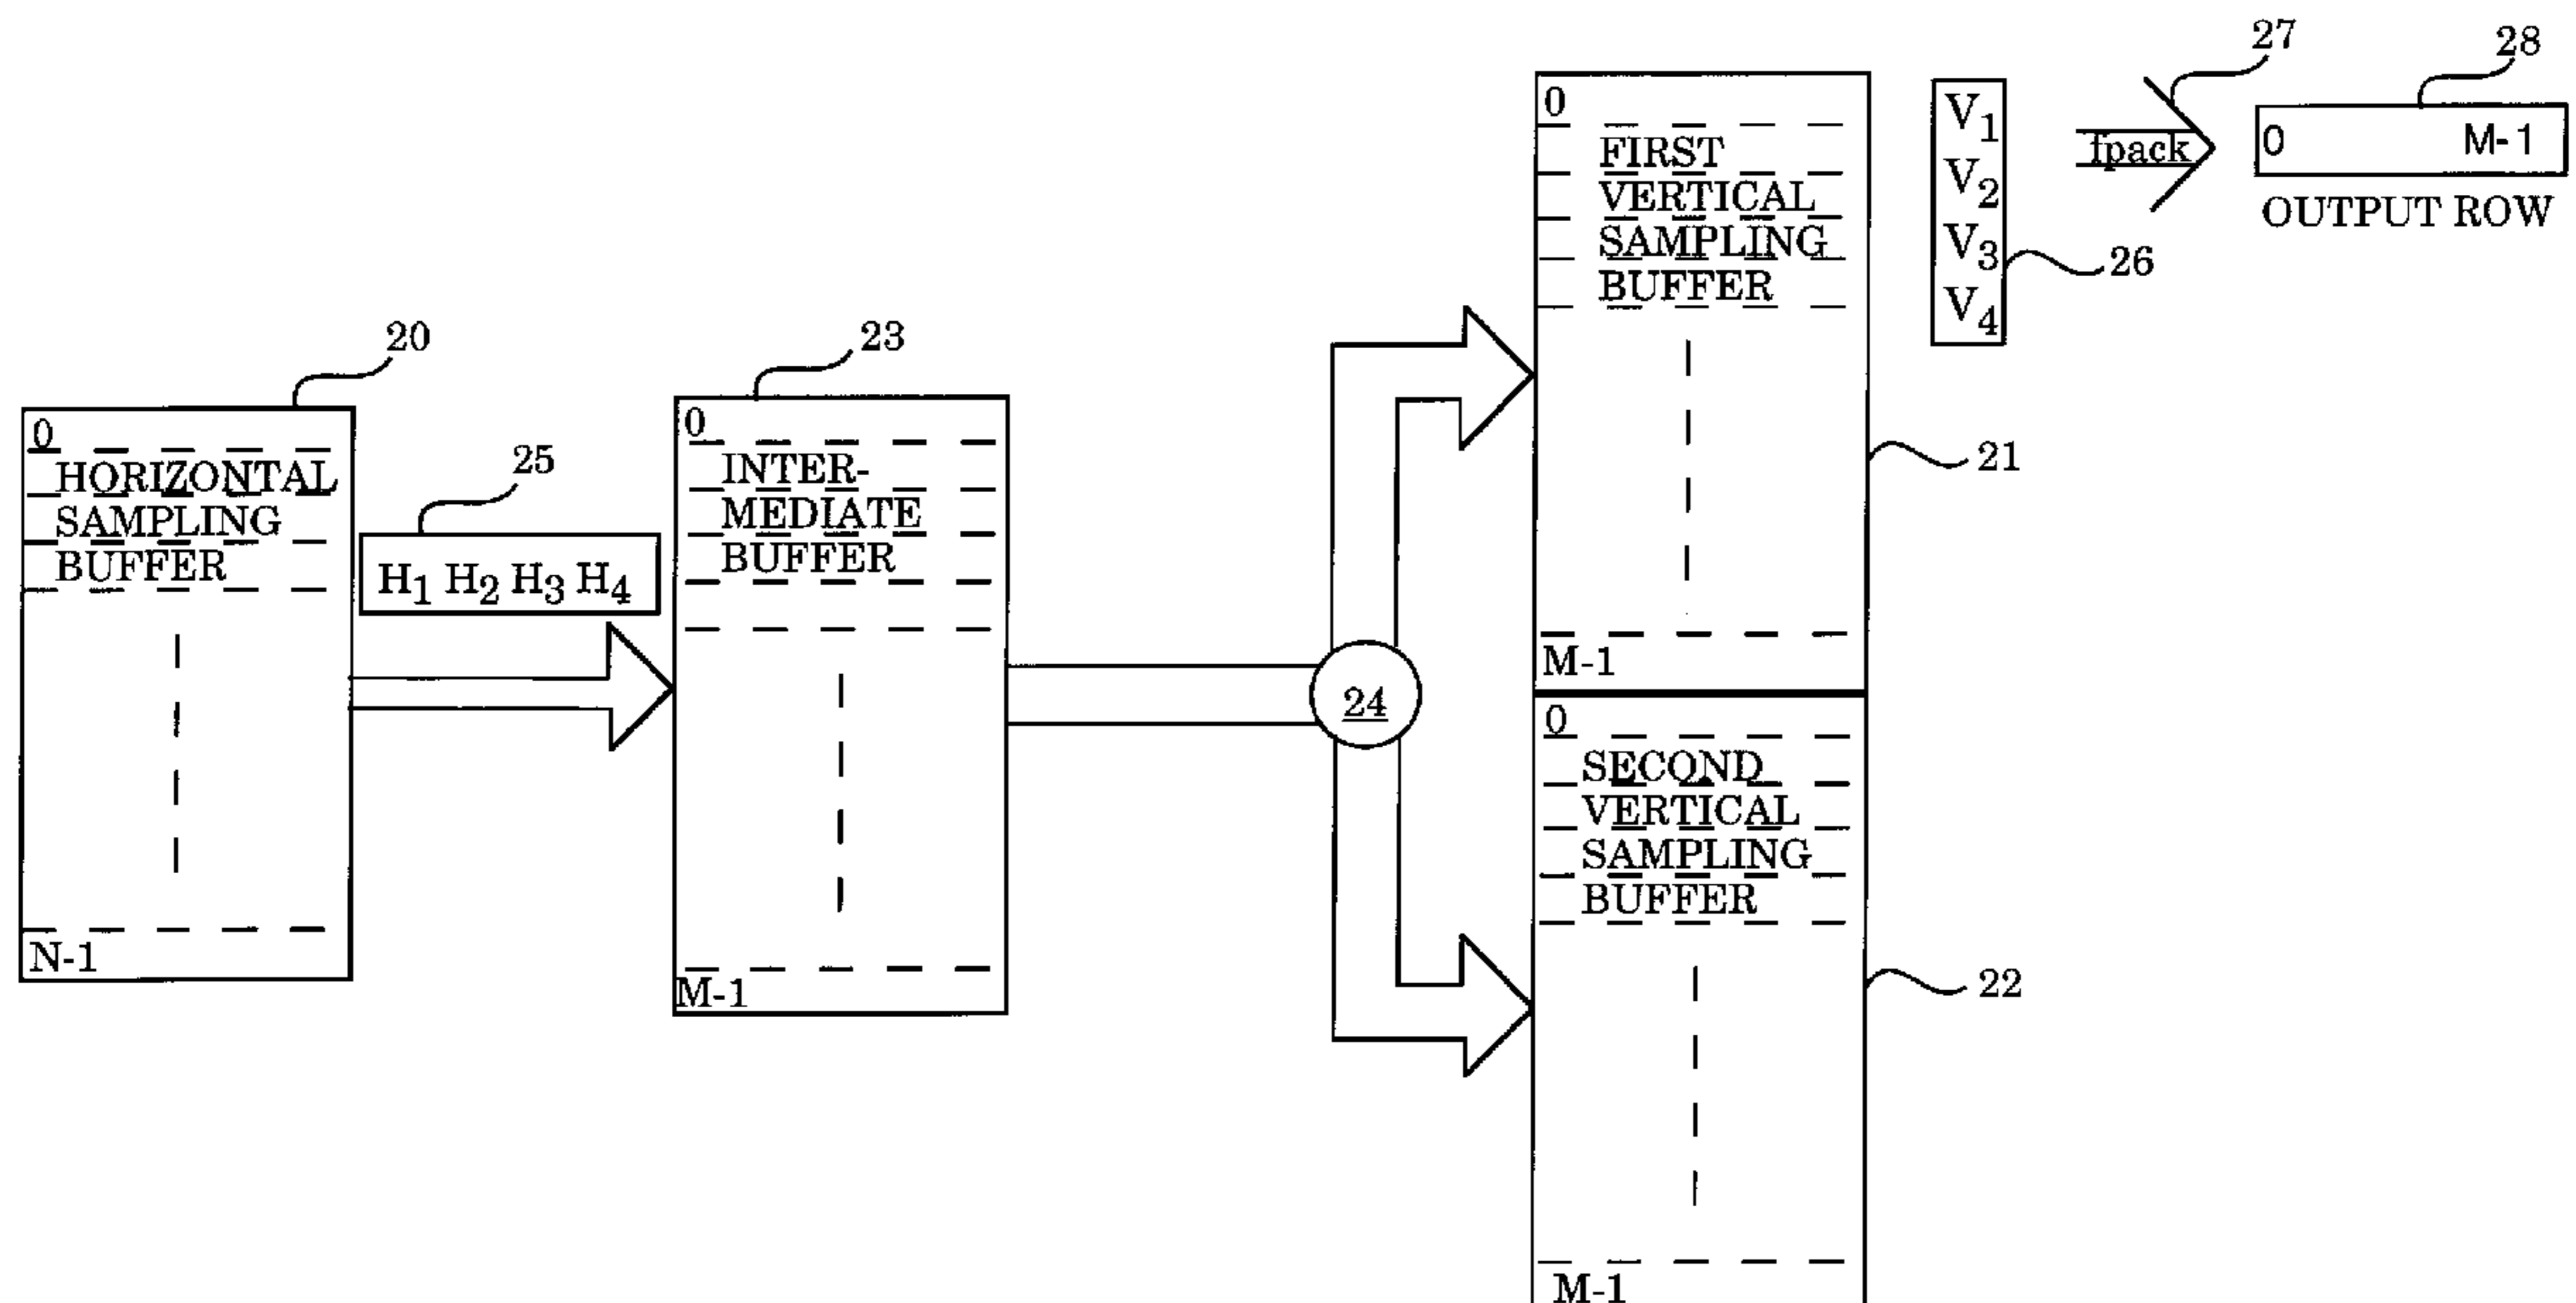 20
0
HORIZONTAL
SAMPLING
BUFFER
N-1
25
H1 H2 H3 H4
23
0
INTER-
MEDIATE
BUFFER
M-1
24
0
FIRST
VERTICAL
SAMPLING
BUFFER
M-1
21
0
SECOND
VERTICAL
SAMPLING
BUFFER
M-1
22
V1
V2
V3
V4
26
27
fpack
28
0 M-1
OUTPUT ROW